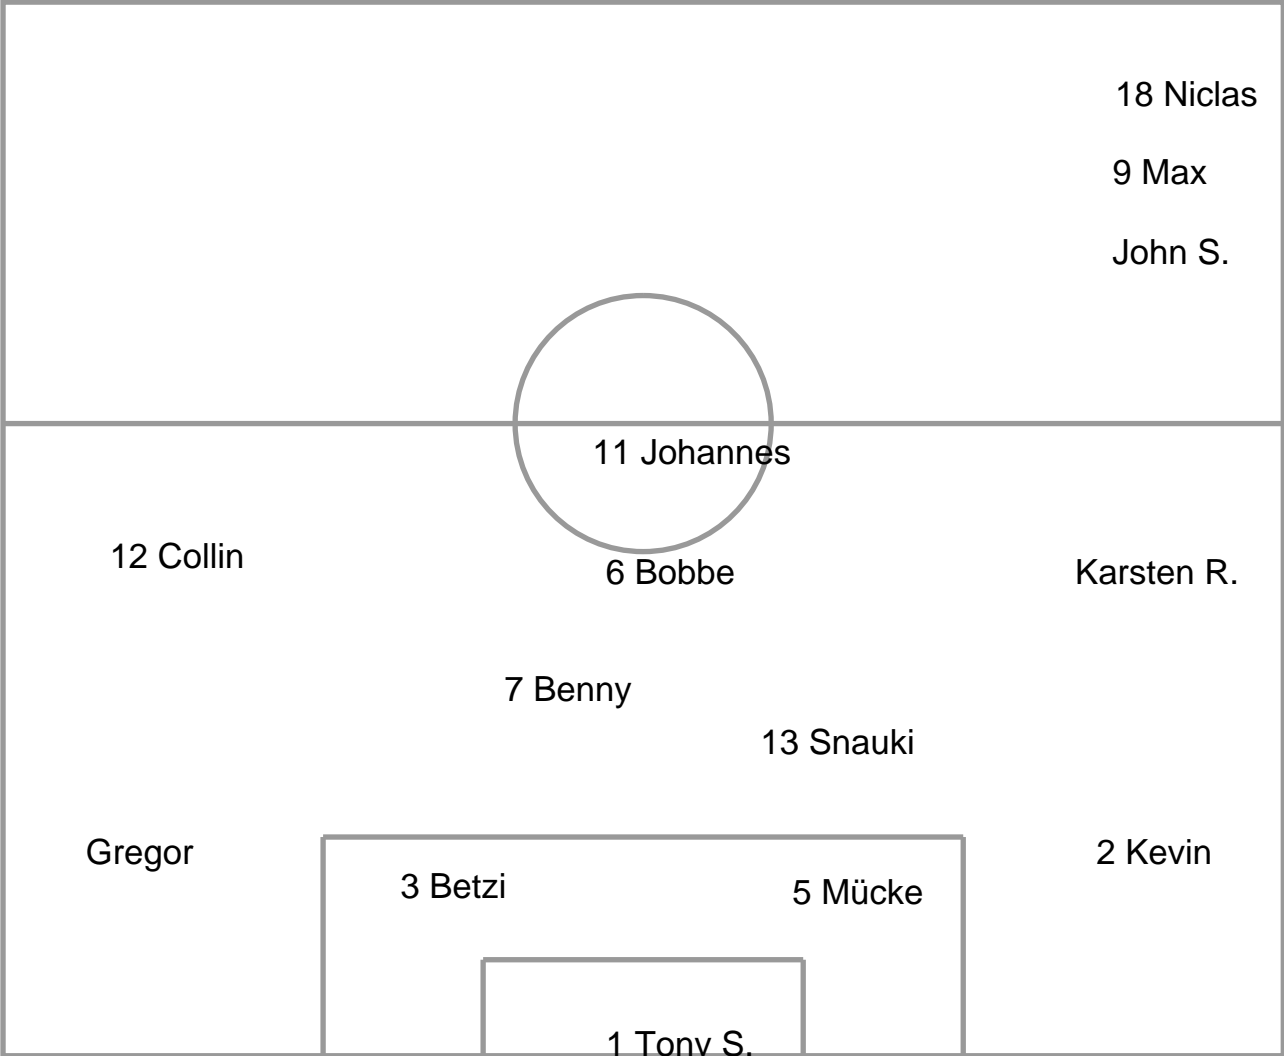 18 Niclas
9 Max
John S.
11 Johannes
12 Collin
6 Bobbe
Karsten R.
7 Benny
13 Snauki
Gregor
2 Kevin
3 Betzi
5 Mücke
1 Tony S.